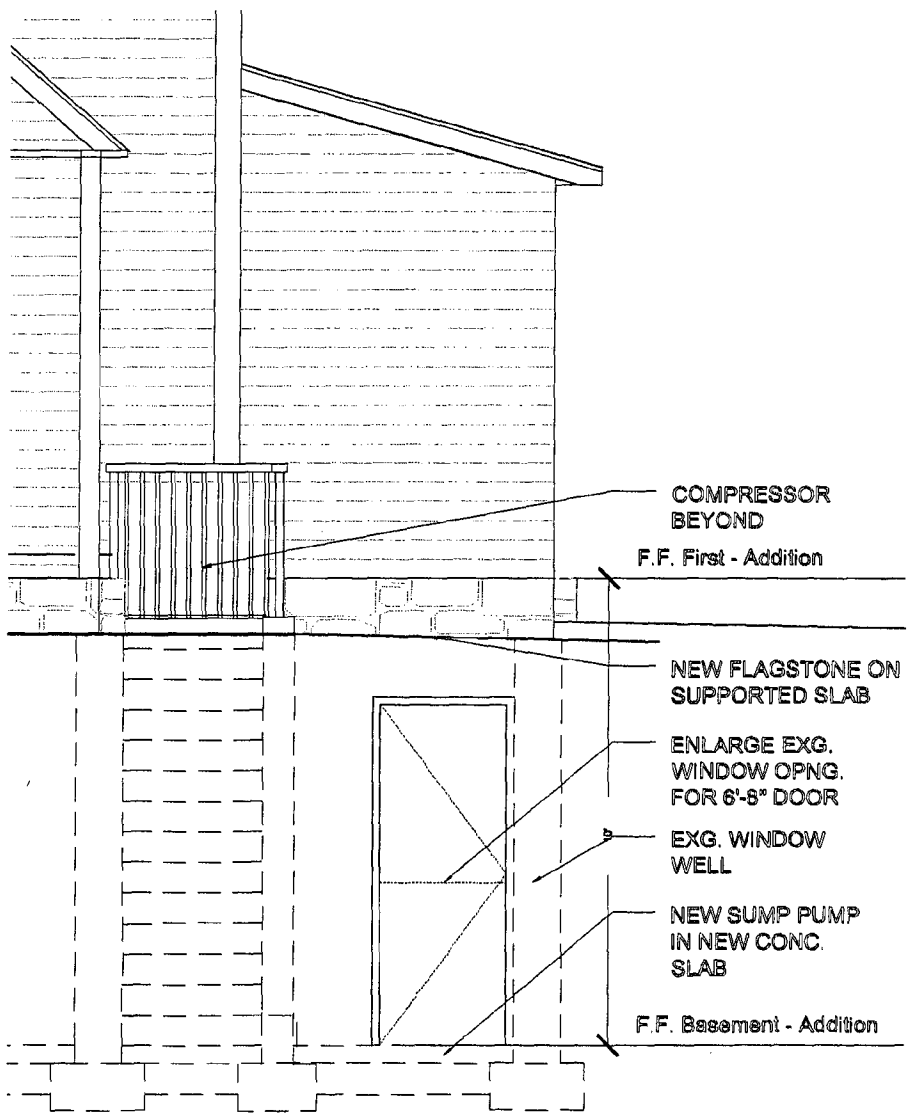 COMPRESSOR
BEYOND
F.F. First - Addition
NEW FLAGSTONE ON
SUPPORTED SLAB
ENLARGE EXG.
WINDOW OPNG.
FOR 6'-8" DOOR
EXG. WINDOW
WELL
NEW SUMP PUMP
IN NEW CONC.
SLAB
F.F. Basement - Addition